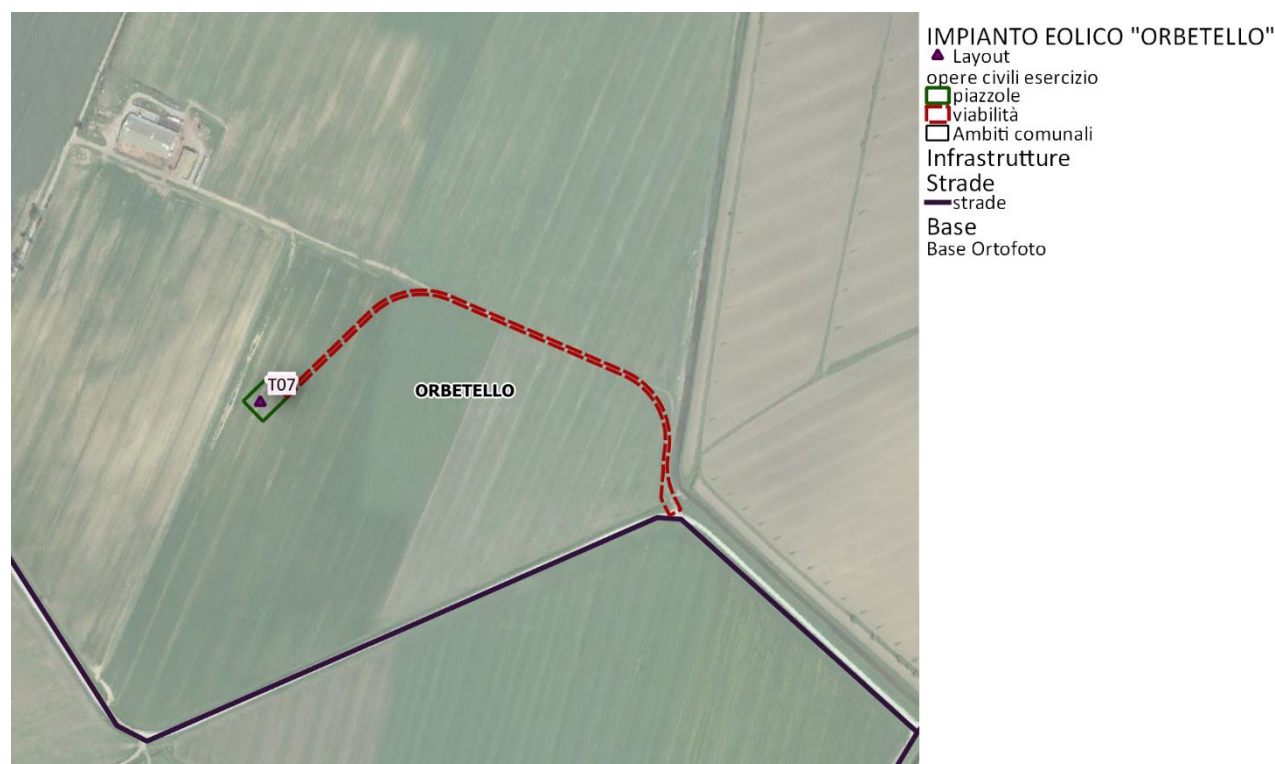 IMPIANTO EOLICO "ORBETELLO"
Layout
opere civili esercizio
piazzole
viabilità
Ambiti comunali
Infrastrutture
Strade
strade
Base
Base Ortofoto
T07
ORBETELLO